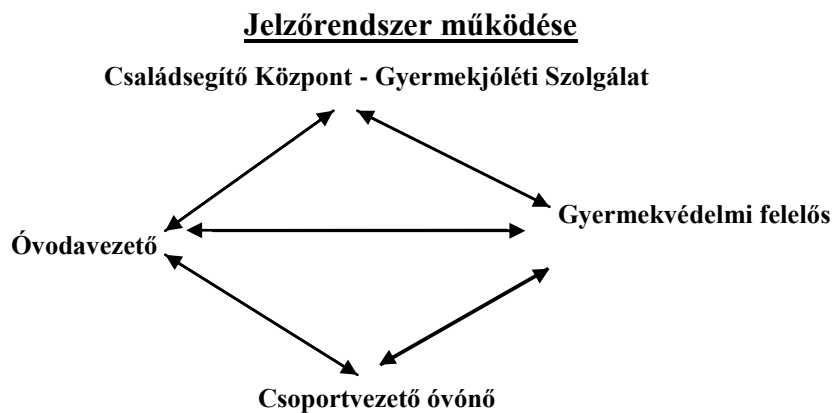 Jelzőrendszer működése
Családsegítő Központ - Gyermekjóléti Szolgálat
Gyermekvédelmi felelős
Óvodavezető
Csoportvezető óvónő